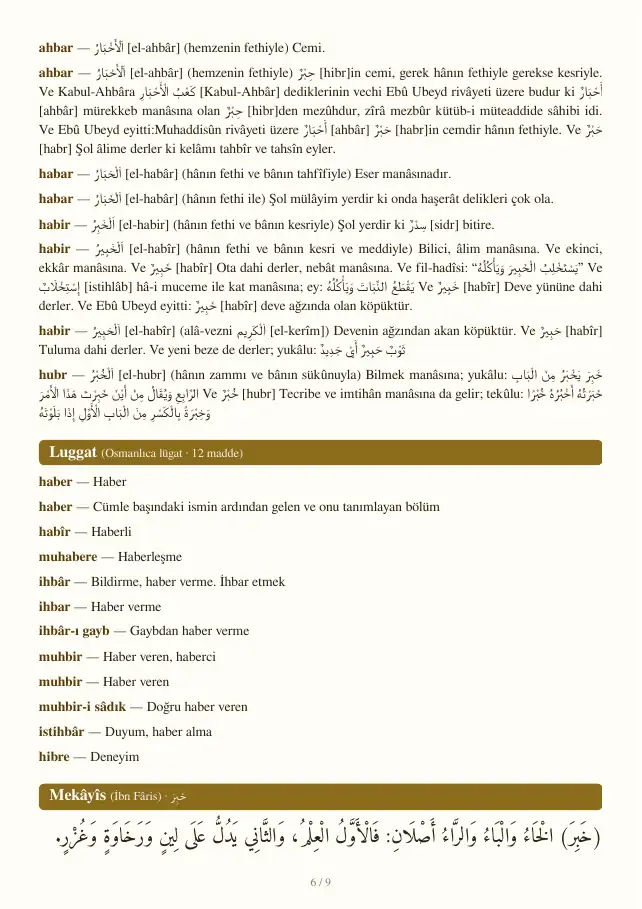 ahbar — اَلْأَخْبَارُ [el-ahbâr] (hemzenin fethiyle) Cemi.
ahbar — اَلْأَحْبَارُ [el-ahbâr] (hemzenin fethiyle) حِبْرٌ [hibr]in cemi, gerek hânın fethiyle gerekse kesriyle.
Ve Kabul-Ahbâra كَعْبُ الْأَحْبَارِ [Kabul-Ahbâr] dediklerinin vechi Ebû Ubeyd rivâyeti üzere budur ki أَحْبَارٌ
[ahbâr] mürekkeb manâsına olan حِبْرٌ [hibr]den mezûhdur, zîrâ mezbûr kütüb-i müteaddide sâhibi idi.
Ve Ebû Ubeyd eyitti:Muhaddisûn rivâyeti üzere أَحْبَارٌ [ahbâr] حَبْرٌ [habr]in cemdir hânın fethiyle. Ve حَبْرٌ
[habr] Şol âlime derler ki kelâmı tahbîr ve tahsîn eyler.
habar — اَلْحَبَارُ [el-habâr] (hânın fethi ve bânın tahfîfiyle) Eser manâsınadır.
habar — اَلْخَبَارُ [el-habâr] (hânın fethi ile) Şol mülâyim yerdir ki onda haşerât delikleri çok ola.
habir — اَلْخَبِرُ [el-habir] (hânın fethi ve bânın kesriyle) Şol yerdir ki سِدْرٌ [sidr] bitire.
habir — اَلْخَبِيرُ [el-habîr] (hânın fethi ve bânın kesri ve meddiyle) Bilici, âlim manâsına. Ve ekinci,
ekkâr manâsına. Ve خَبِيرٌ [habîr] Ota dahi derler, nebât manâsına. Ve fil-hadîsi: “نَسْتَخْلِبُ الْخَبِيرَ وَيَأْكُلُهُ” Ve
إِسْتِخْلَابٌ [istihlâb] hâ-i muceme ile kat manâsına; ey: يَقْطَعُ النَّبَاتَ وَيَأْكُلُهُ Ve خَبِيرٌ [habîr] Deve yününe dahi
derler. Ve Ebû Ubeyd eyitti: خَبِيرٌ [habîr] deve ağzında olan köpüktür.
habir — اَلْحَبِيرُ [el-habîr] (alâ-vezni الْكَرِيمِ [el-kerîm]) Devenin ağzından akan köpüktür. Ve حَبِيرٌ [habîr]
Tuluma dahi derler. Ve yeni beze de derler; yukâlu: ثَوْبٌ حَبِيرٌ أَيْ جَدِيدٌ
hubr — اَلْخُبْرُ [el-hubr] (hânın zammı ve bânın sükûnuyla) Bilmek manâsına; yukâlu: خَبِرَ يَخْبَرُ مِنَ الْبَابِ
الرَّابِعِ وَيُقَالُ مِنْ أَيْنَ خَبِرْتَ هَذَا الْأَمْرَ Ve خُبْرٌ [hubr] Tecribe ve imtihân manâsına da gelir; tekûlu: خَبَرْتُهُ أَخْبُرُهُ خُبْرًا
وَخِبْرَةً بِالْكَسْرِ مِنَ الْبَابِ الْأَوَّلِ إِذَا بَلَوْتَهُ
Luggat (Osmanlıca lügat · 12 madde)
haber — Haber
haber — Cümle başındaki ismin ardından gelen ve onu tanımlayan bölüm
habîr — Haberli
muhabere — Haberleşme
ihbâr — Bildirme, haber verme. İhbar etmek
ihbar — Haber verme
ihbâr-ı gayb — Gaybdan haber verme
muhbir — Haber veren, haberci
muhbir — Haber veren
muhbir-i sâdık — Doğru haber veren
istihbâr — Duyum, haber alma
hibre — Deneyim
Mekâyîs (İbn Fâris) · خَبِرَ
(خَبَرَ) الْخَاءُ وَالْبَاءُ وَالرَّاءُ أَصْلَانِ: فَالْأَوَّلُ الْعِلْمُ، وَالثَّانِي يَدُلُّ عَلَى لِينٍ وَرَخَاوَةٍ وَغُزْرٍ.
6 / 9